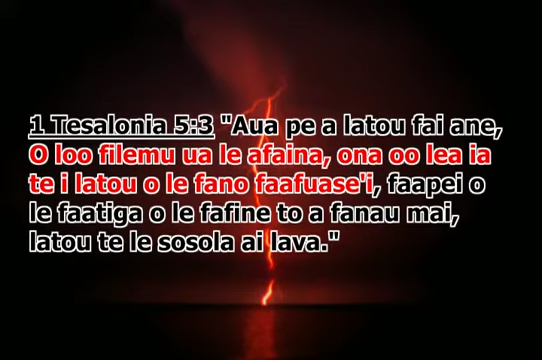 1 Tesalonia 5:3 "Aua pe a latou fai ane,
O loo filemu ua le afaina, ona oo lea ia
te i latou o le fano faafuase'i, faapei o
le faatiga o le fafine to a fanau mai,
latou te le sosola ai lava."